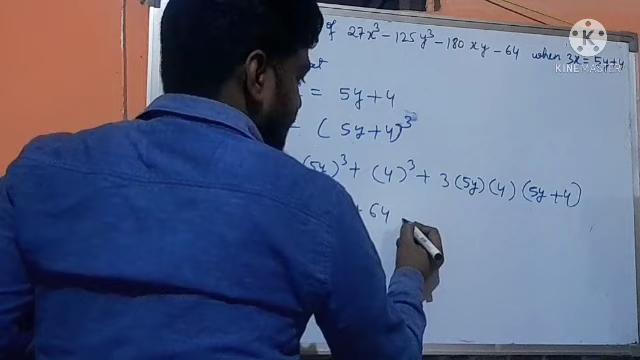 of 27x³ - 125y³ - 180xy - 64 when 3x = 5y+4
= 5y+4
(5y+4)³
(5y)³ + (4)³ + 3(5y)(4)(5y+4)
+ 64
K
KINEMASTER